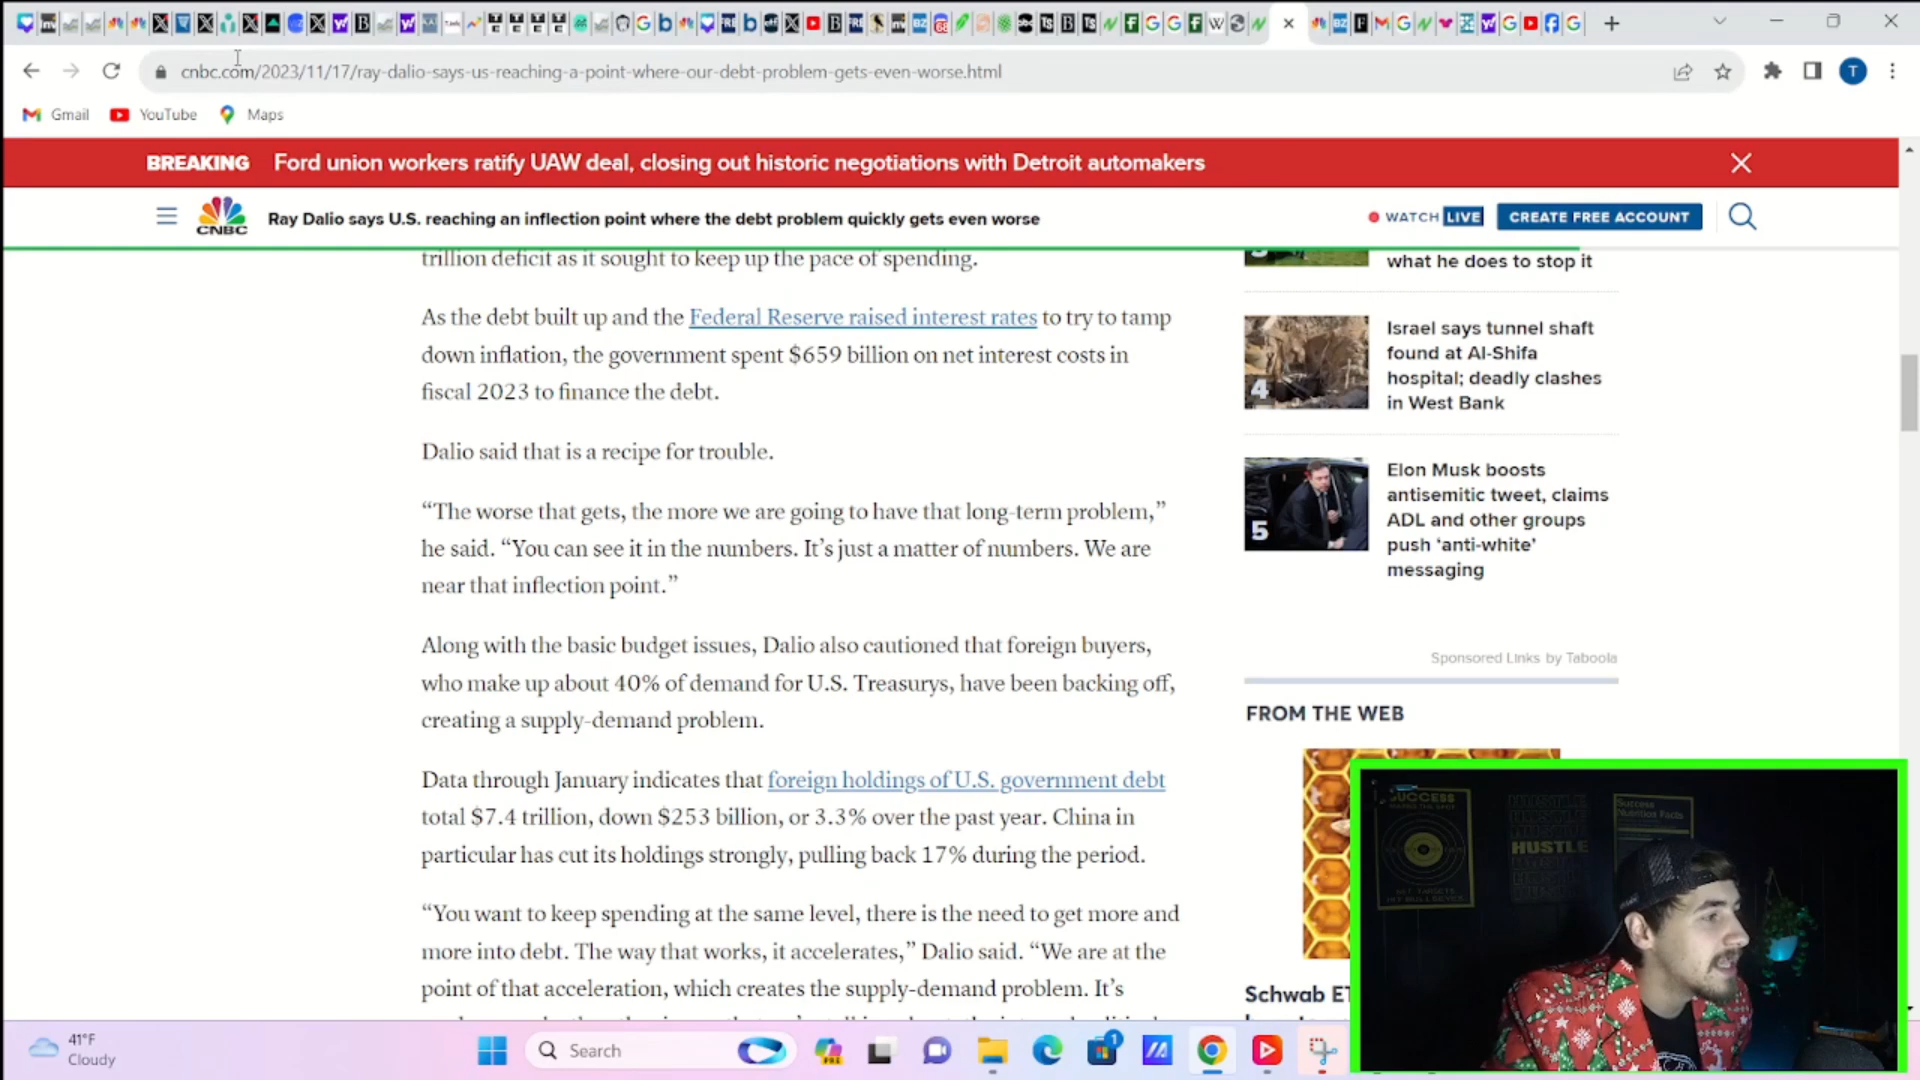 cnbc.com/2023/11/17/ray-dalio-says-us-reaching-a-point-where-our-debt-problem-gets-even-worse.html
T
Gmail YouTube Maps
BREAKING Ford union workers ratify UAW deal, closing out historic negotiations with Detroit automakers
CNBC
Ray Dalio says U.S. reaching an inflection point where the debt problem quickly gets even worse
WATCH LIVE CREATE FREE ACCOUNT
trillion deficit as it sought to keep up the pace of spending.
As the debt built up and the Federal Reserve raised interest rates to try to tamp
down inflation, the government spent $659 billion on net interest costs in
fiscal 2023 to finance the debt.
Dalio said that is a recipe for trouble.
“The worse that gets, the more we are going to have that long-term problem,”
he said. “You can see it in the numbers. It’s just a matter of numbers. We are
near that inflection point.”
Along with the basic budget issues, Dalio also cautioned that foreign buyers,
who make up about 40% of demand for U.S. Treasurys, have been backing off,
creating a supply-demand problem.
Data through January indicates that foreign holdings of U.S. government debt
total $7.4 trillion, down $253 billion, or 3.3% over the past year. China in
particular has cut its holdings strongly, pulling back 17% during the period.
“You want to keep spending at the same level, there is the need to get more and
more into debt. The way that works, it accelerates,” Dalio said. “We are at the
point of that acceleration, which creates the supply-demand problem. It’s
what he does to stop it
4
Israel says tunnel shaft
found at Al-Shifa
hospital; deadly clashes
in West Bank
5
Elon Musk boosts
antisemitic tweet, claims
ADL and other groups
push ‘anti-white’
messaging
Sponsored Links by Taboola
FROM THE WEB
Schwab
SUCCESS
HUSTLE
Success
Nutrition Facts
41°F
Cloudy
Search
PRE
1